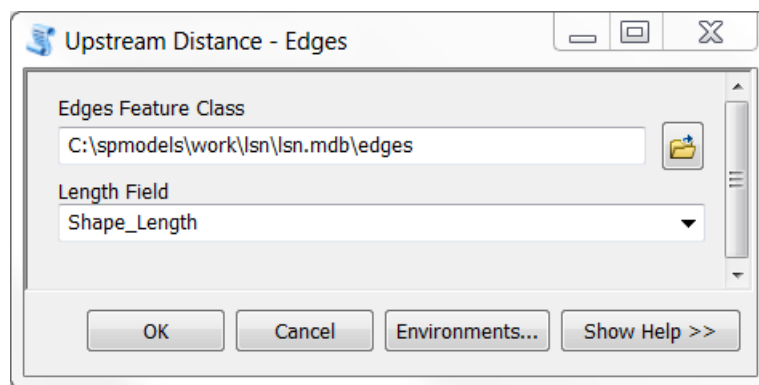 Upstream Distance - Edges
Edges Feature Class
C:\spmodels\work\lsn\lsn.mdb\edges
Length Field
Shape_Length
OK Cancel Environments... Show Help >>